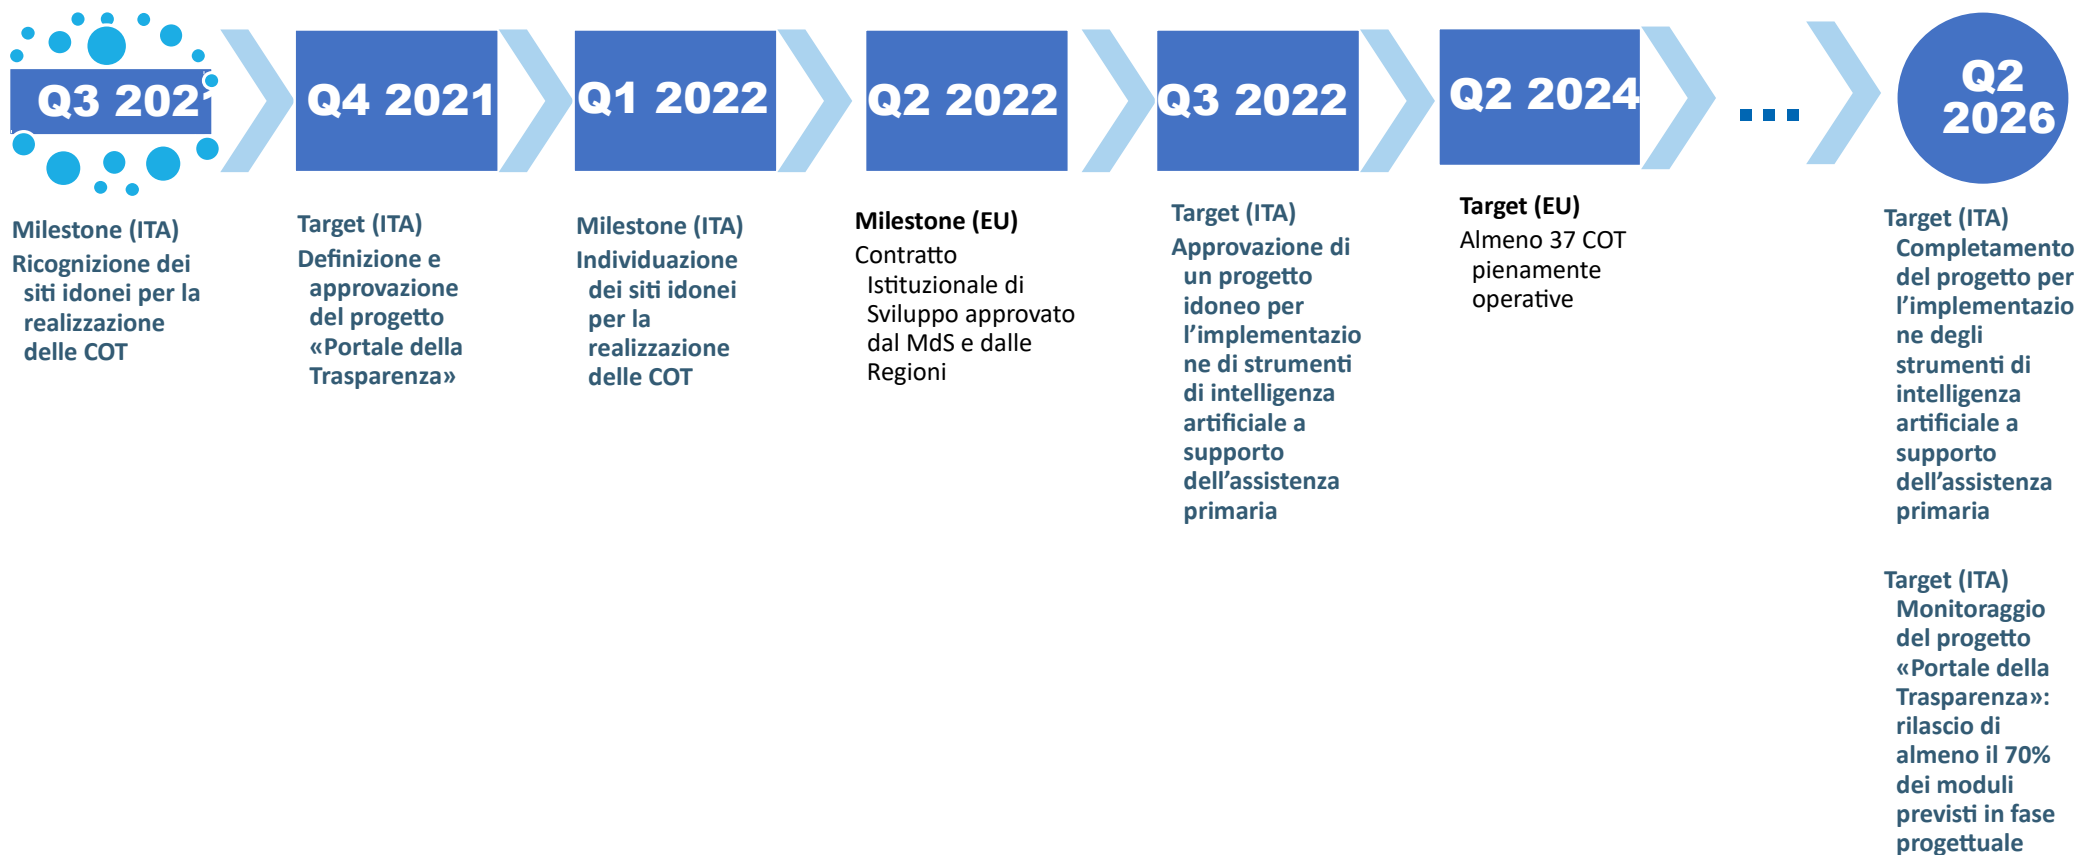 Q3 2021
Q4 2021
Q1 2022
Q2 2022
Q3 2022
Q2 2024
...
Q2
2026
Milestone (ITA)
Ricognizione dei
siti idonei per la
realizzazione
delle COT
Target (ITA)
Definizione e
approvazione
del progetto
«Portale della
Trasparenza»
Milestone (ITA)
Individuazione
dei siti idonei
per la
realizzazione
delle COT
Milestone (EU)
Contratto
Istituzionale di
Sviluppo approvato
dal MdS e dalle
Regioni
Target (ITA)
Approvazione di
un progetto
idoneo per
l’implementazio
ne di strumenti
di intelligenza
artificiale a
supporto
dell’assistenza
primaria
Target (EU)
Almeno 37 COT
pienamente
operative
Target (ITA)
Completamento
del progetto per
l’implementazio
ne degli
strumenti di
intelligenza
artificiale a
supporto
dell’assistenza
primaria
Target (ITA)
Monitoraggio
del progetto
«Portale della
Trasparenza»:
rilascio di
almeno il 70%
dei moduli
previsti in fase
progettuale